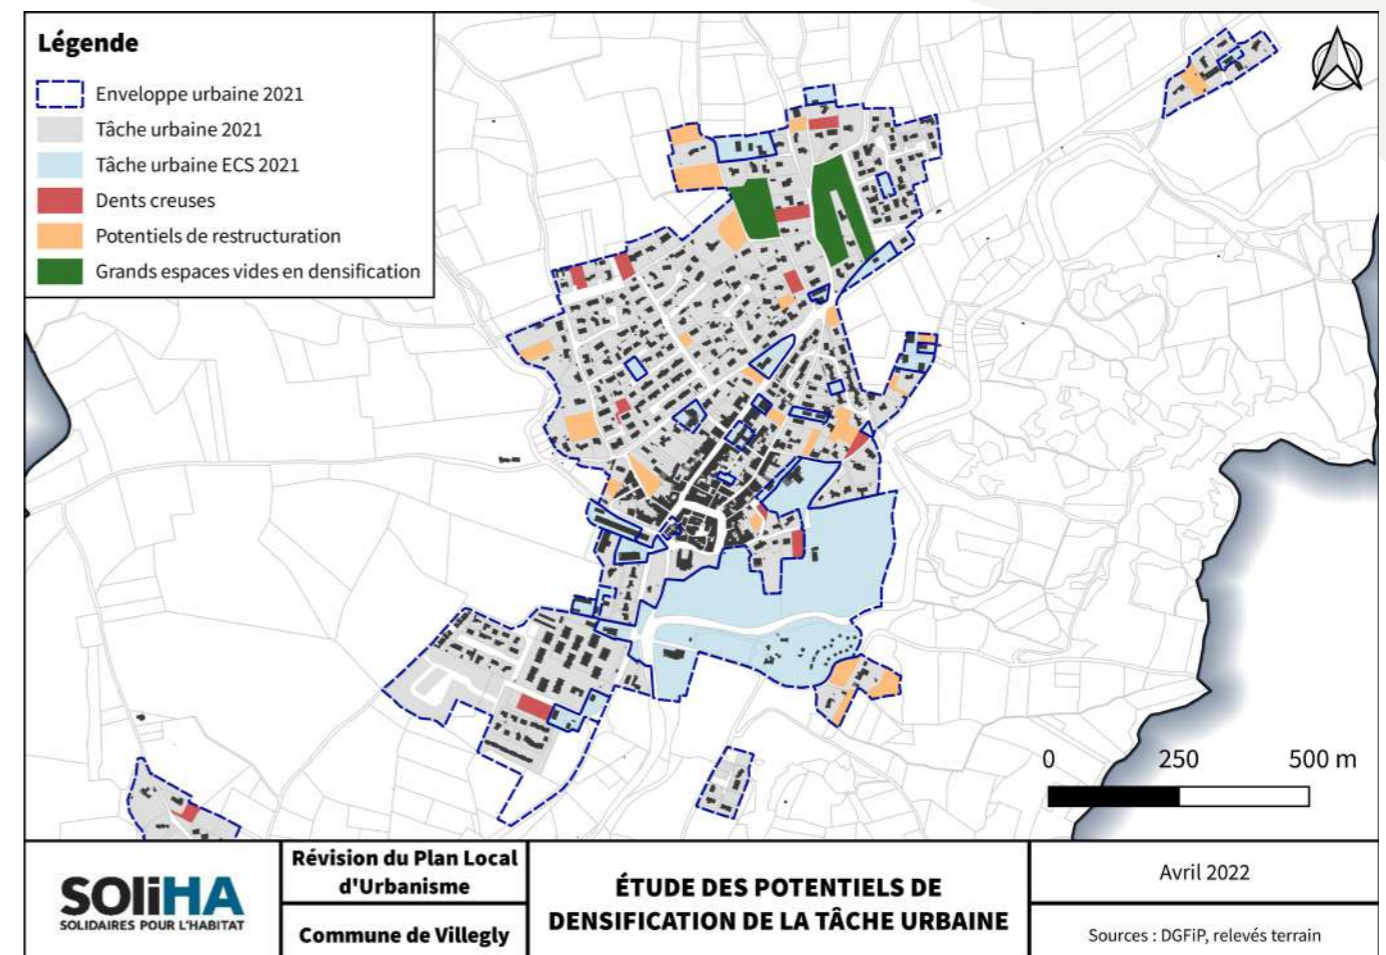 Légende
Enveloppe urbaine 2021
Tâche urbaine 2021
Tâche urbaine ECS 2021
Dents creuses
Potentiels de restructuration
Grands espaces vides en densification
0 250 500 m
SOLiHA
SOLIDAIRES POUR L'HABITAT
Révision du Plan Local
d'Urbanisme
Commune de Villegly
ÉTUDE DES POTENTIELS DE
DENSIFICATION DE LA TÂCHE URBAINE
Avril 2022
Sources : DGFiP, relevés terrain